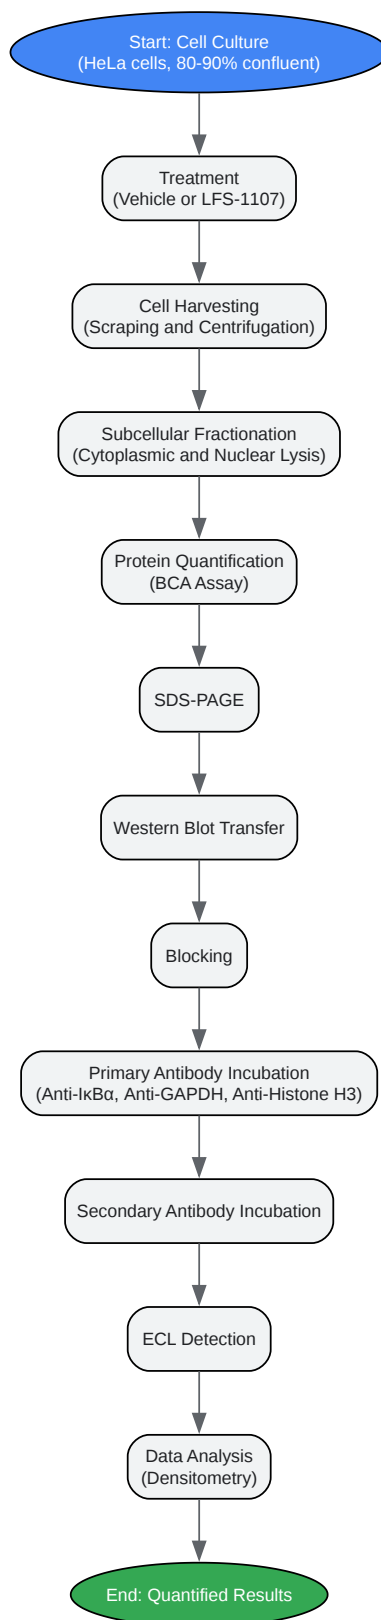 Start: Cell Culture
(HeLa cells, 80-90% confluent)
Treatment
(Vehicle or LFS-1107)
Cell Harvesting
(Scraping and Centrifugation)
Subcellular Fractionation
(Cytoplasmic and Nuclear Lysis)
Protein Quantification
(BCA Assay)
SDS-PAGE
Western Blot Transfer
Blocking
Primary Antibody Incubation
(Anti-IκBα, Anti-GAPDH, Anti-Histone H3)
Secondary Antibody Incubation
ECL Detection
Data Analysis
(Densitometry)
End: Quantified Results